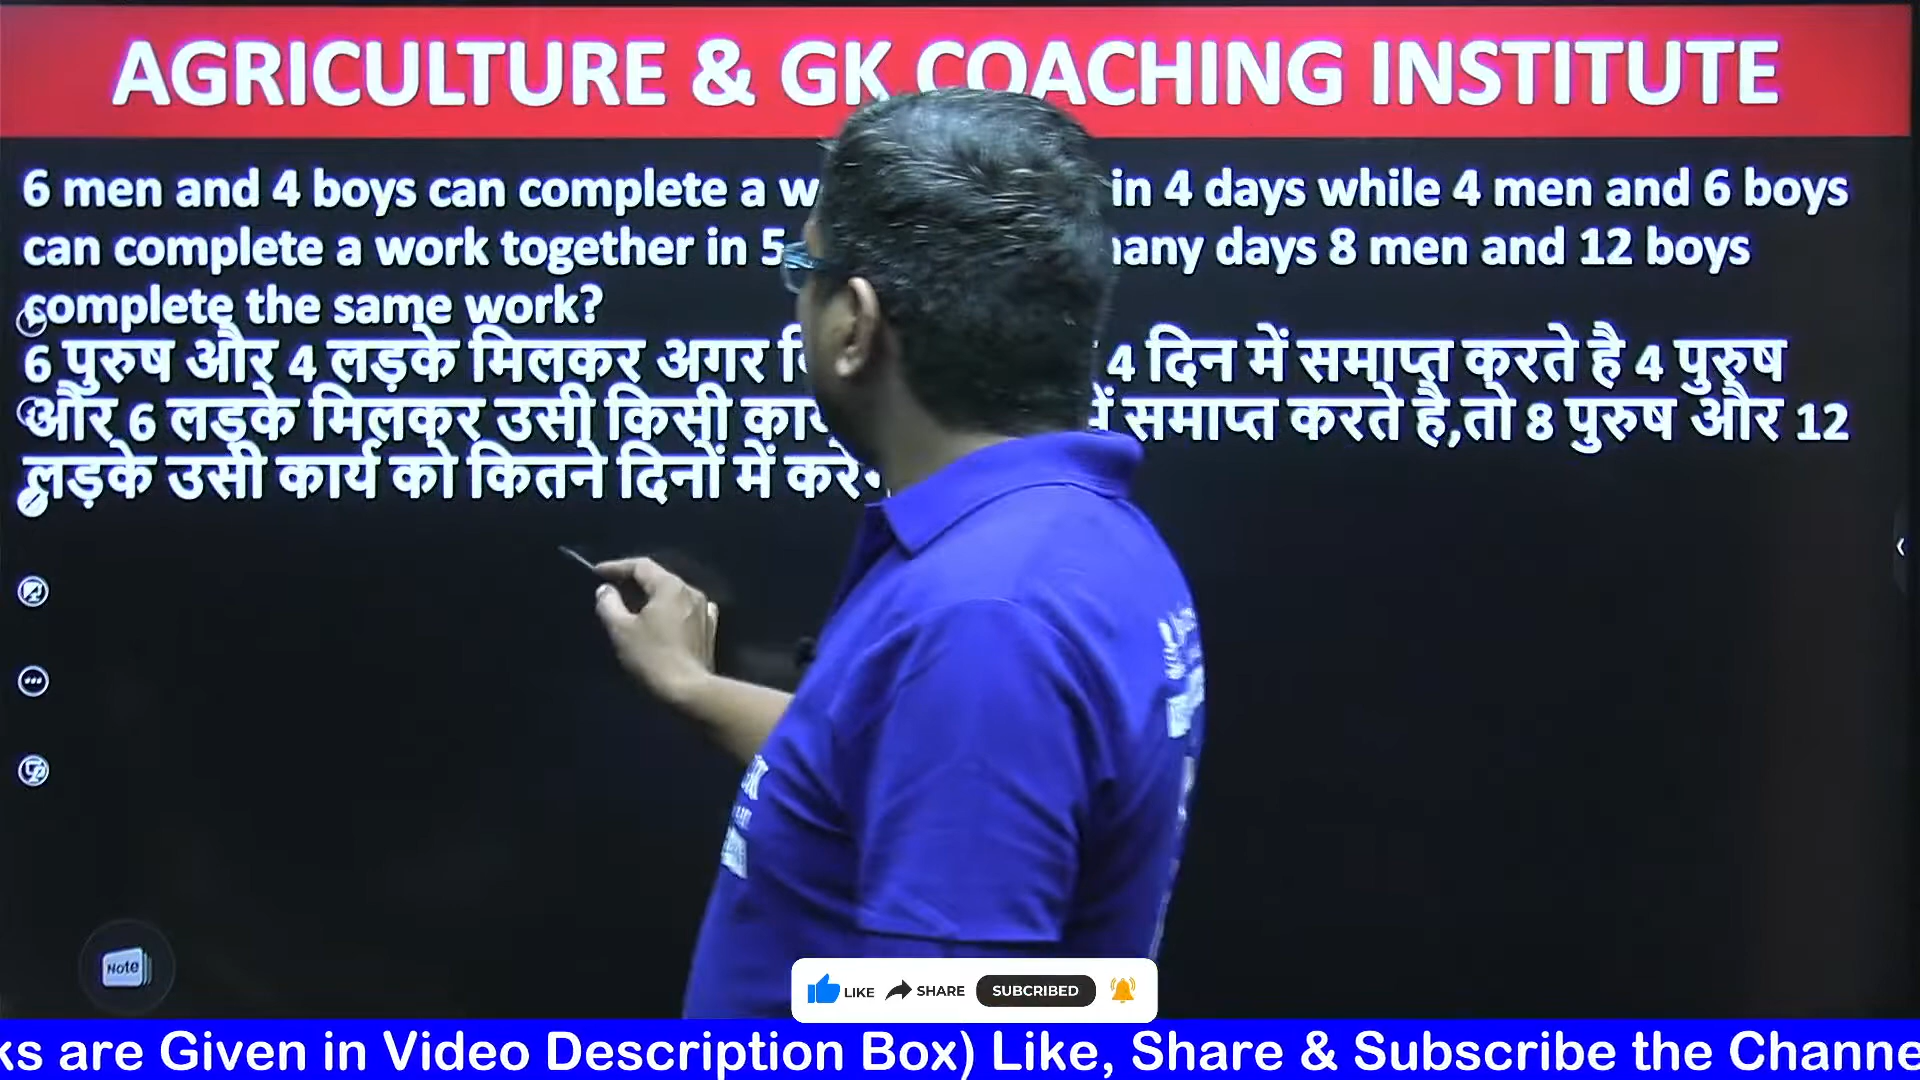 AGRICULTURE & GK COACHING INSTITUTE
6 men and 4 boys can complete a in 4 days while 4 men and 6 boys
can complete a work together in 5 days 8 men and 12 boys
complete the same work?
6 पुरुष और 4 लड़के मिलकर अगर 4 दिन में समाप्त करते है 4 पुरुष
और 6 लड़के मिलकर उसी किसी में समाप्त करते है,तो 8 पुरुष और 12
लड़के उसी कार्य को कितने दिनों में
Note
LIKE SHARE SUBCRIBED
are Given in Video Description Box) Like, Share & Subscribe the